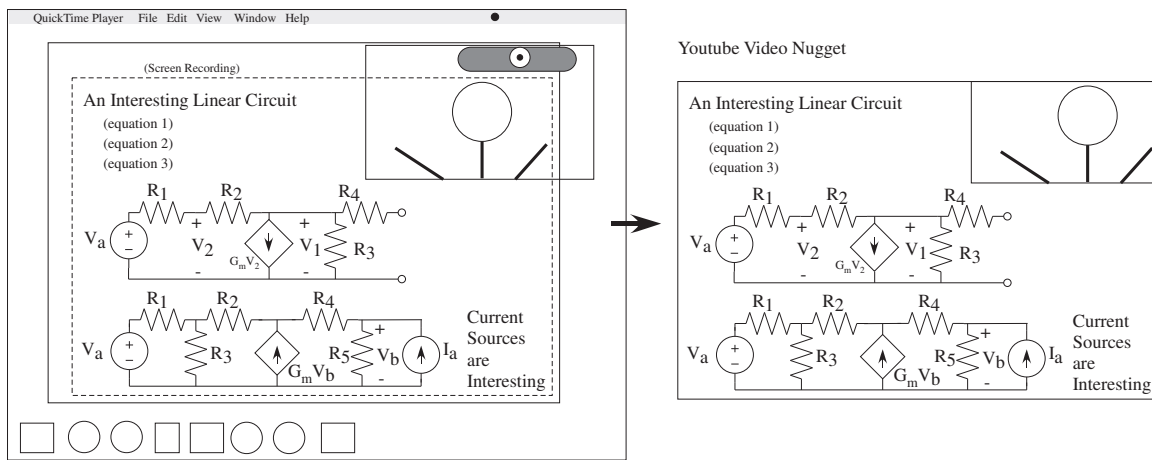 QuickTime Player File Edit View Window Help
(Screen Recording)
An Interesting Linear Circuit
(equation 1)
(equation 2)
(equation 3)
R1 R2 R4
Va + - + V2 - GmV2 + V1 - R3
R1 R2 R4
Va + - R3 GmVb R5 + Vb - Ia
Current
Sources
are
Interesting
Youtube Video Nugget
An Interesting Linear Circuit
(equation 1)
(equation 2)
(equation 3)
R1 R2 R4
Va + - + V2 - GmV2 + V1 - R3
R1 R2 R4
Va + - R3 GmVb R5 + Vb - Ia
Current
Sources
are
Interesting